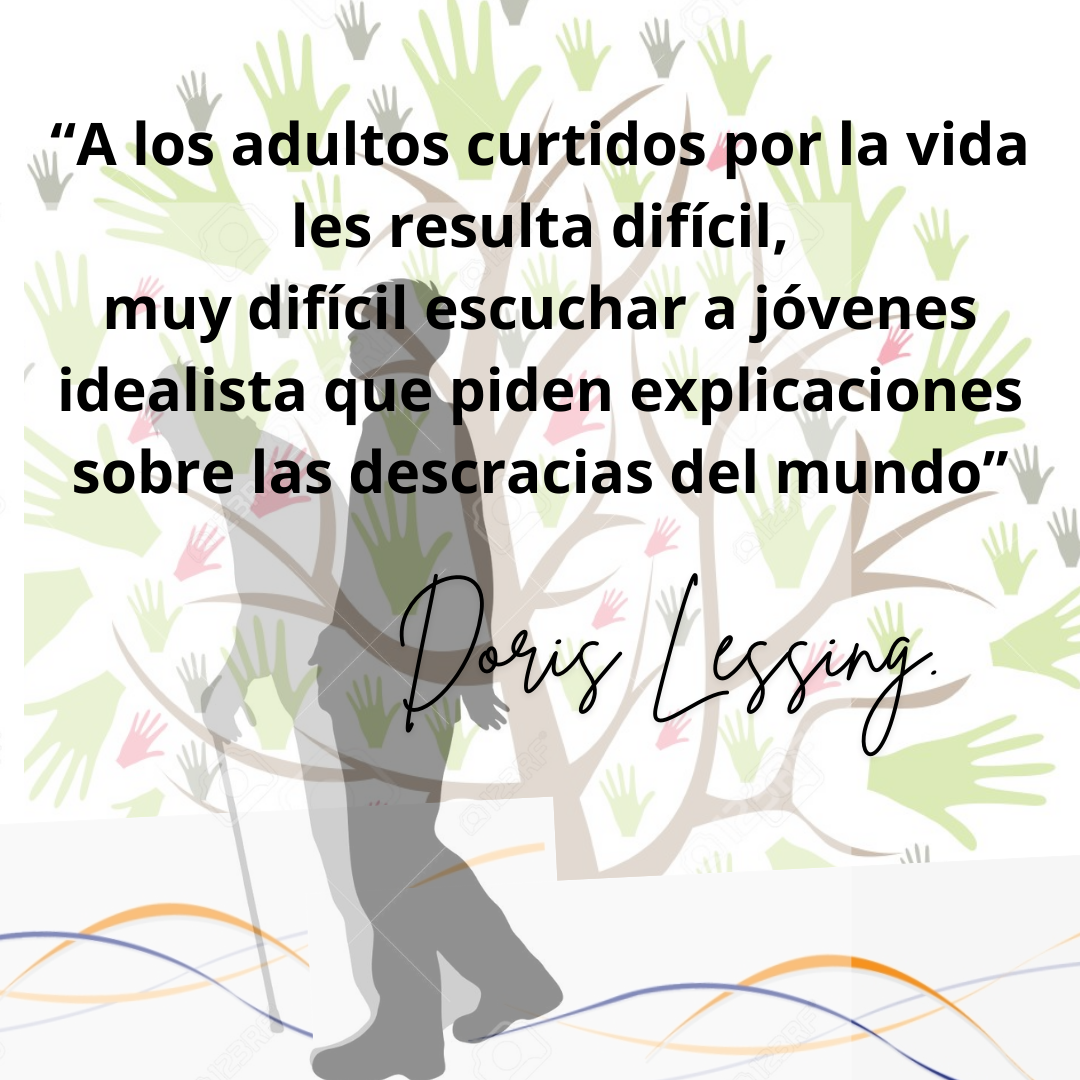 “A los adultos curtidos por la vida
les resulta difícil,
muy difícil escuchar a jóvenes
idealista que piden explicaciones
sobre las descracias del mundo”
Doris Lessing.